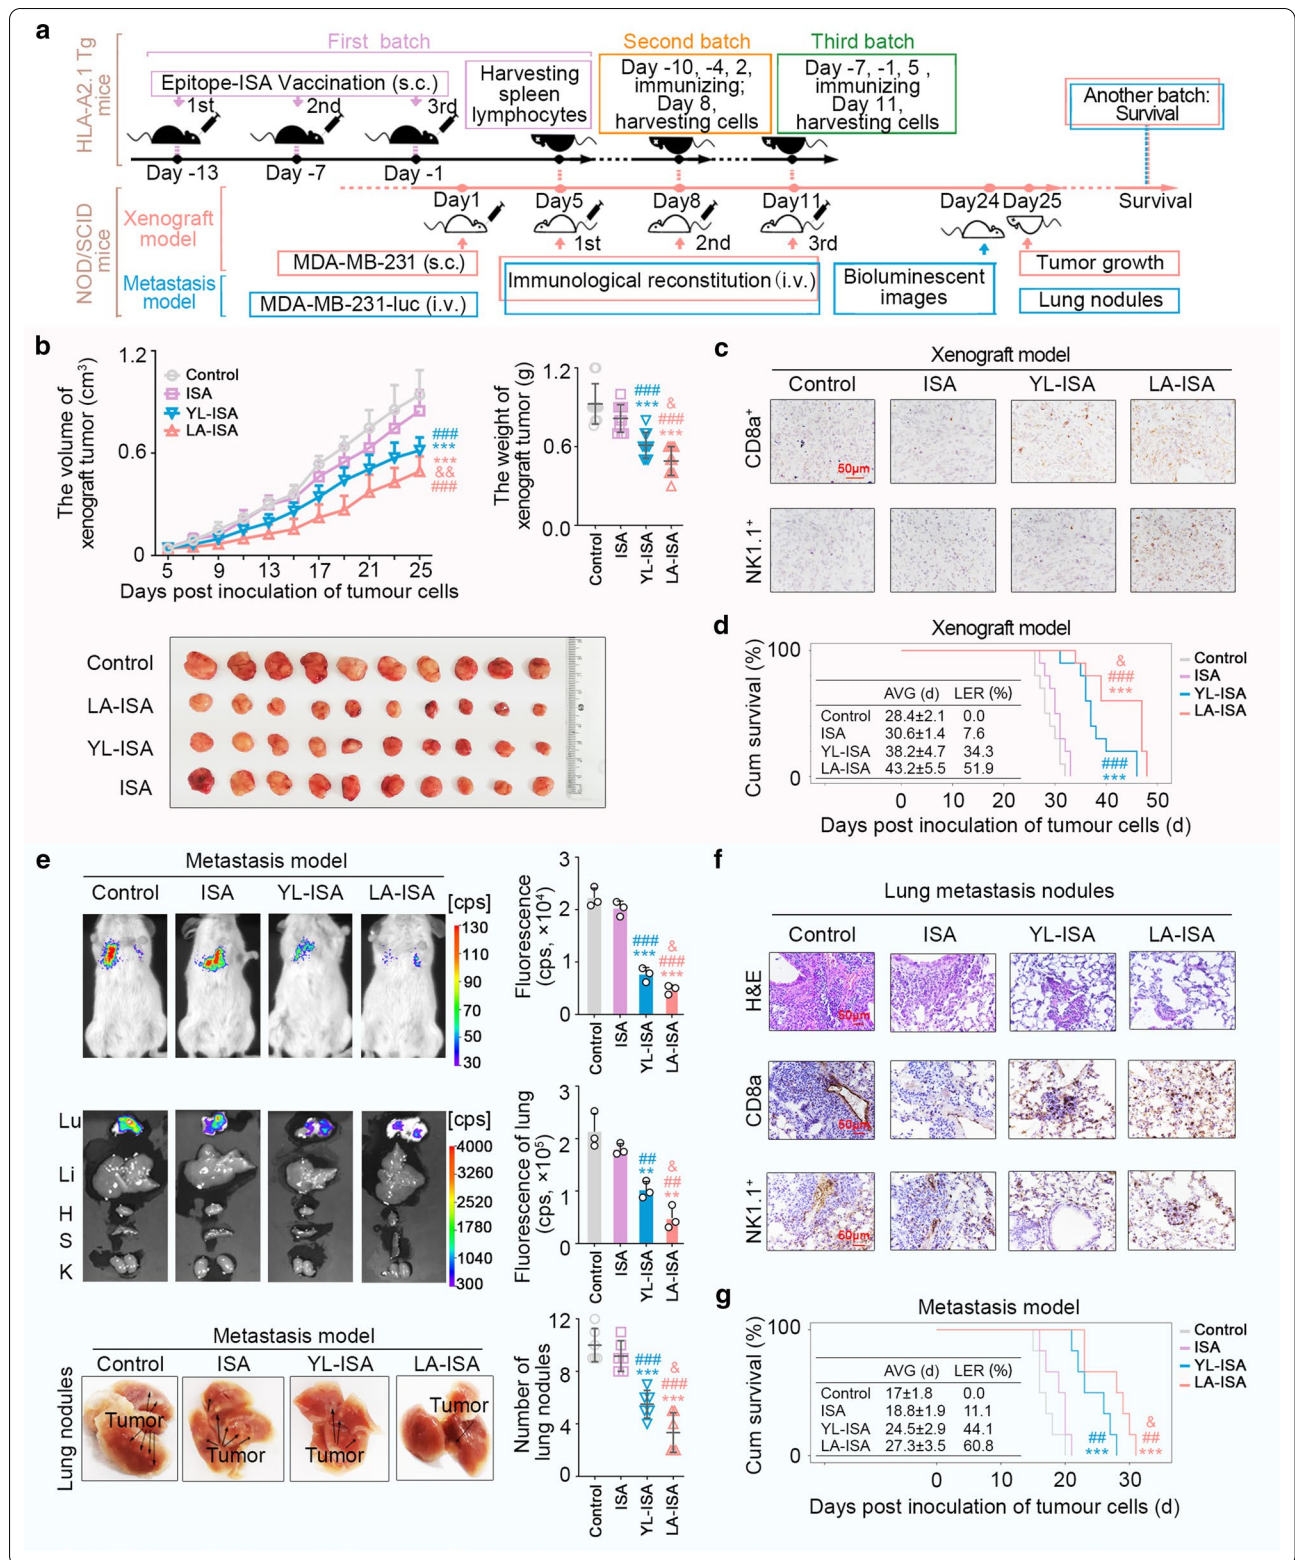 a
HLA-A2.1 Tg
mice
First batch
Second batch
Third batch
Epitope-ISA Vaccination (s.c.)
1st
2nd
3rd
Harvesting
spleen
lymphocytes
Day -10, -4, 2,
immunizing;
Day 8,
harvesting cells
Day -7, -1, 5 ,
immunizing
Day 11,
harvesting cells
Another batch:
Survival
Day -13
Day -7
Day -1
NOD/SCID
mice
Xenograft
model
Metastasis
model
Day1
Day5
Day8
Day11
Day24
Day25
Survival
1st
2nd
3rd
MDA-MB-231 (s.c.)
MDA-MB-231-luc (i.v.)
Immunological reconstitution (i.v.)
Bioluminescent
images
Tumor growth
Lung nodules
b
The volume of
xenograft tumor (cm3)
1.2
0.6
0
Control
ISA
YL-ISA
LA-ISA
###
***
***
&&
###
5 9 13 17 21 25
Days post inoculation of tumour cells
The weight of
xenograft tumor (g)
1.2
0.6
0.0
###
***
&
###
***
Control
ISA
YL-ISA
LA-ISA
Control
LA-ISA
YL-ISA
ISA
c
Xenograft model
Control ISA YL-ISA LA-ISA
CD8a+
50μm
NK1.1+
d
Xenograft model
Cum survival (%)
100
0
AVG (d) LER (%)
Control 28.4±2.1 0.0
ISA 30.6±1.4 7.6
YL-ISA 38.2±4.7 34.3
LA-ISA 43.2±5.5 51.9
&
###
***
###
***
Control
ISA
YL-ISA
LA-ISA
0 10 20 30 40 50
Days post inoculation of tumour cells (d)
e
Metastasis model
Control ISA YL-ISA LA-ISA
[cps]
130
110
90
70
50
30
Fluorescence
(cps, ×10⁴)
3
2
1
0
###
***
&
###
***
Control
ISA
YL-ISA
LA-ISA
Lu
Li
H
S
K
[cps]
4000
3260
2520
1780
1040
300
Fluorescence of lung
(cps, ×10⁵)
3
2
1
0
##
**
&
##
**
Control
ISA
YL-ISA
LA-ISA
Metastasis model
Control ISA YL-ISA LA-ISA
Lung nodules
Tumor
Tumor
Tumor
Tumor
Number of
lung nodules
12
8
4
0
###
***
&
###
***
Control
ISA
YL-ISA
LA-ISA
f
Lung metastasis nodules
Control ISA YL-ISA LA-ISA
H&E
50μm
CD8a
50μm
NK1.1+
50μm
g
Metastasis model
Cum survival (%)
100
0
AVG (d) LER (%)
Control 17±1.8 0.0
ISA 18.8±1.9 11.1
YL-ISA 24.5±2.9 44.1
LA-ISA 27.3±3.5 60.8
##
***
&
##
***
Control
ISA
YL-ISA
LA-ISA
0 10 20 30
Days post inoculation of tumour cells (d)